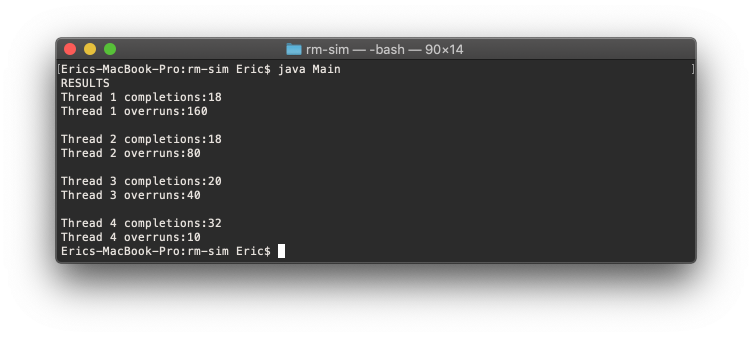 rm-sim — -bash — 90×14
[Erics-MacBook-Pro:rm-sim Eric$ java Main ]
RESULTS
Thread 1 completions:18
Thread 1 overruns:160
Thread 2 completions:18
Thread 2 overruns:80
Thread 3 completions:20
Thread 3 overruns:40
Thread 4 completions:32
Thread 4 overruns:10
Erics-MacBook-Pro:rm-sim Eric$